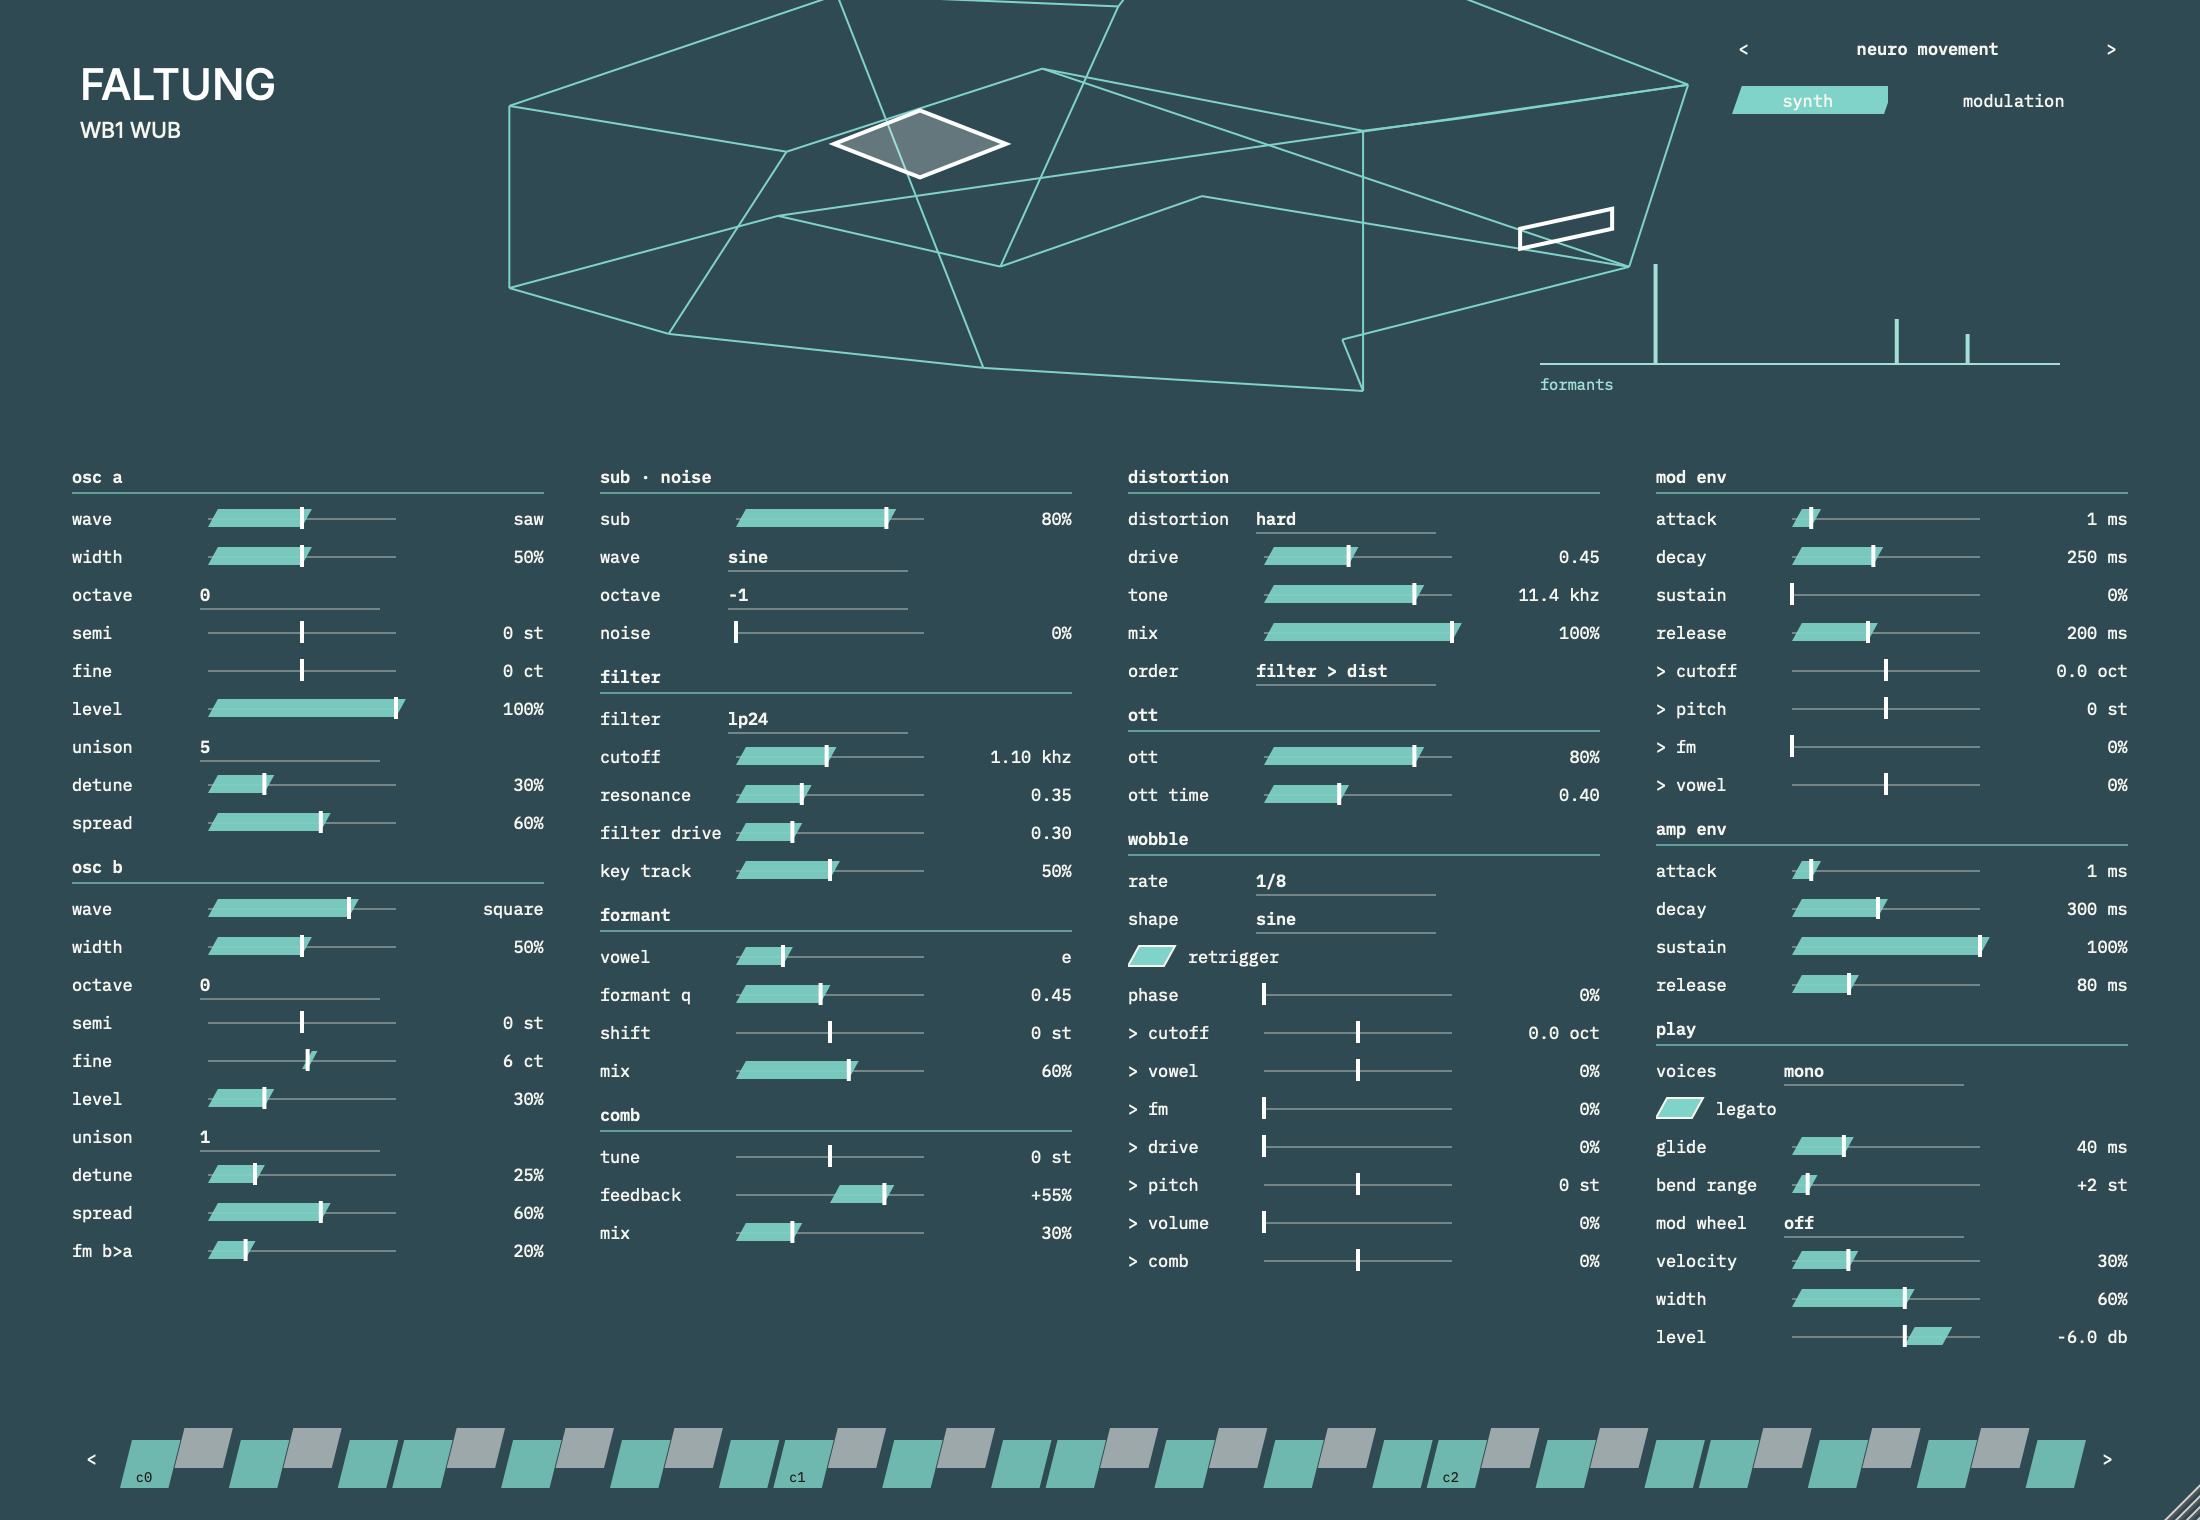 FALTUNG
WB1 WUB
< neuro movement >
synth modulation
formants
osc a
wave saw
width 50%
octave 0
semi 0 st
fine 0 ct
level 100%
unison 5
detune 30%
spread 60%
osc b
wave square
width 50%
octave 0
semi 0 st
fine 6 ct
level 30%
unison 1
detune 25%
spread 60%
fm b>a 20%
sub · noise
sub 80%
wave sine
octave -1
noise 0%
filter
filter lp24
cutoff 1.10 khz
resonance 0.35
filter drive 0.30
key track 50%
formant
vowel e
formant q 0.45
shift 0 st
mix 60%
comb
tune 0 st
feedback +55%
mix 30%
distortion
distortion hard
drive 0.45
tone 11.4 khz
mix 100%
order filter > dist
ott
ott 80%
ott time 0.40
wobble
rate 1/8
shape sine
retrigger
phase 0%
> cutoff 0.0 oct
> vowel 0%
> fm 0%
> drive 0%
> pitch 0 st
> volume 0%
> comb 0%
mod env
attack 1 ms
decay 250 ms
sustain 0%
release 200 ms
> cutoff 0.0 oct
> pitch 0 st
> fm 0%
> vowel 0%
amp env
attack 1 ms
decay 300 ms
sustain 100%
release 80 ms
play
voices mono
legato
glide 40 ms
bend range +2 st
mod wheel off
velocity 30%
width 60%
level -6.0 db
< c0 c1 c2 >